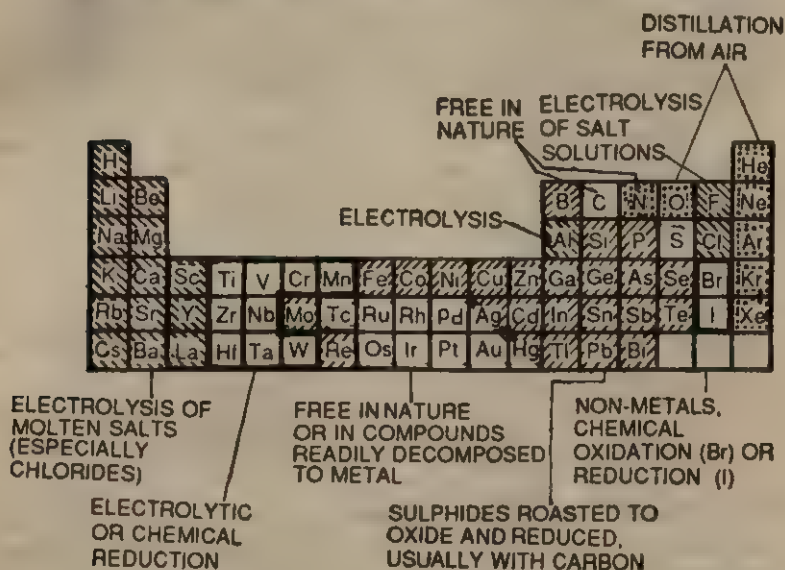 DISTILLATION
FROM AIR
FREE IN
NATURE
ELECTROLYSIS
OF SALT
SOLUTIONS
ELECTROLYSIS
H He
Li Be B C N O F Ne
Na Mg Al Si P S Cl Ar
K Ca Sc Ti V Cr Mn Fe Co Ni Cu Zn Ga Ge As Se Br Kr
Rb Sr Y Zr Nb Mo Tc Ru Rh Pd Ag Cd In Sn Sb Te I Xe
Cs Ba La Hf Ta W Re Os Ir Pt Au Hg Tl Pb Bi
ELECTROLYSIS OF
MOLTEN SALTS
(ESPECIALLY
CHLORIDES)
ELECTROLYTIC
OR CHEMICAL
REDUCTION
FREE IN NATURE
OR IN COMPOUNDS
READILY DECOMPOSED
TO METAL
SULPHIDES ROASTED TO
OXIDE AND REDUCED,
USUALLY WITH CARBON
NON-METALS,
CHEMICAL
OXIDATION (Br) OR
REDUCTION (I)